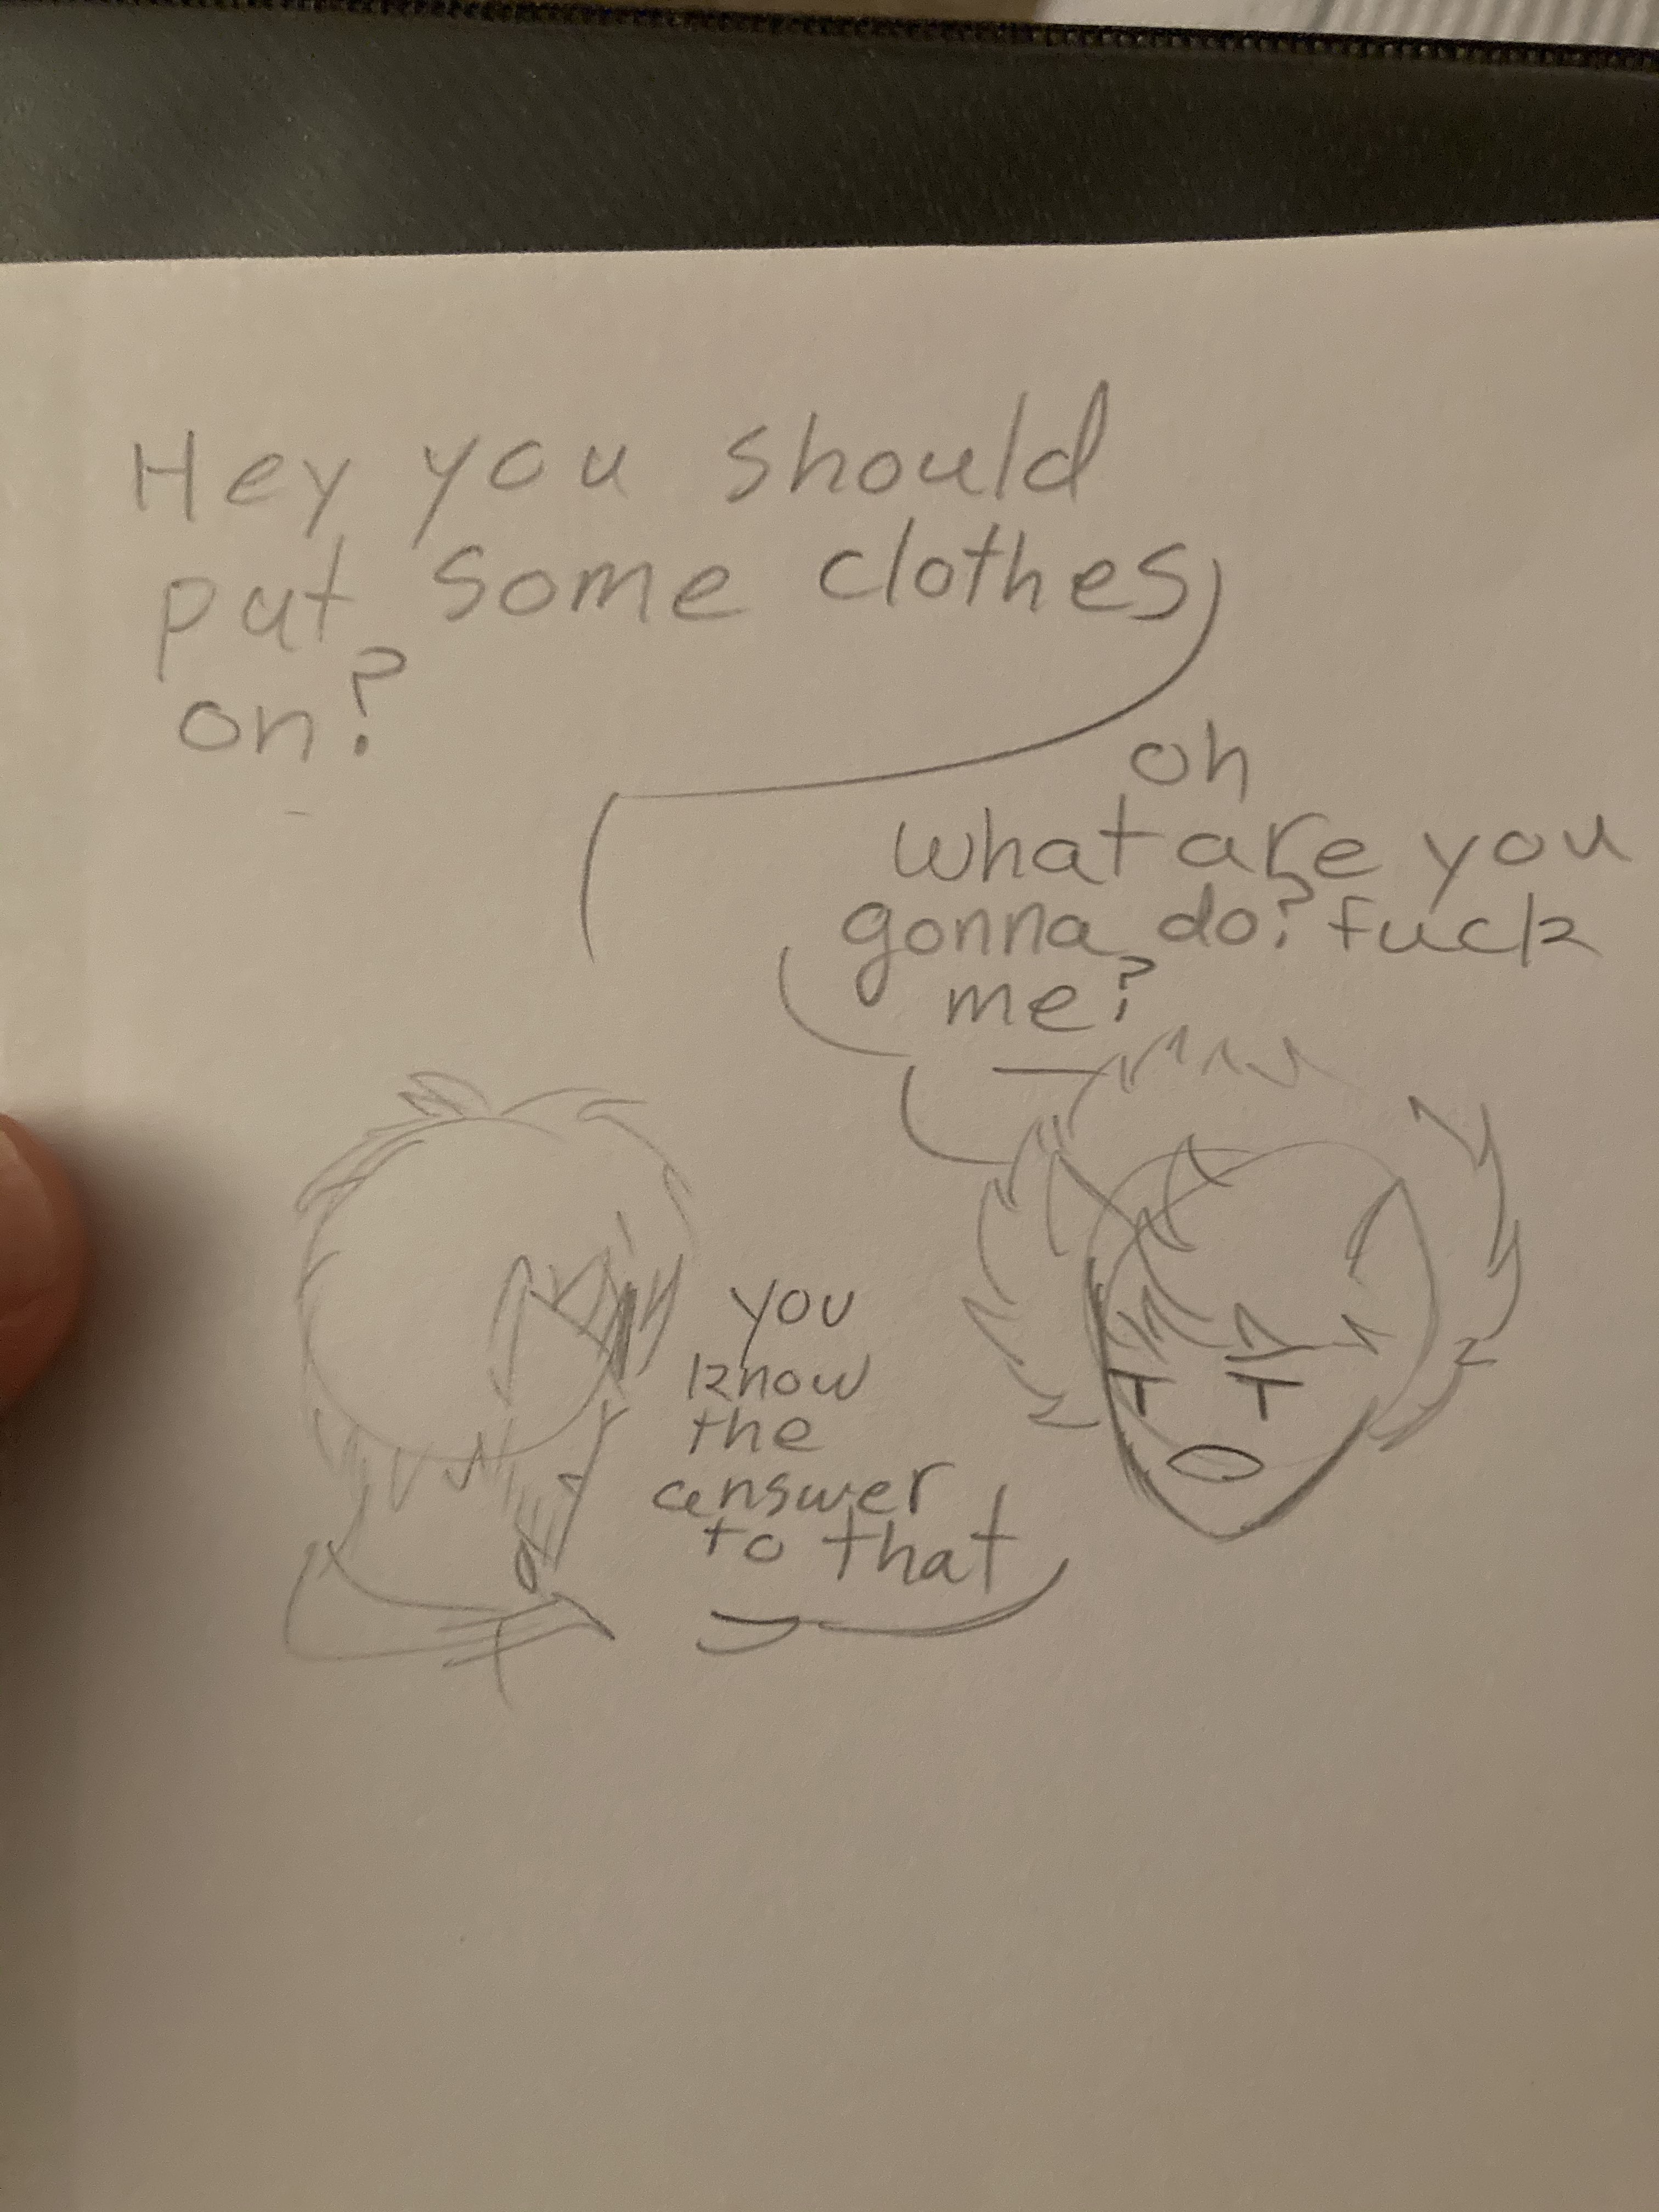 Hey you should
put some clothes
on?
oh
what are you
gonna do? fuck
me?
you
know
the
answer
to that